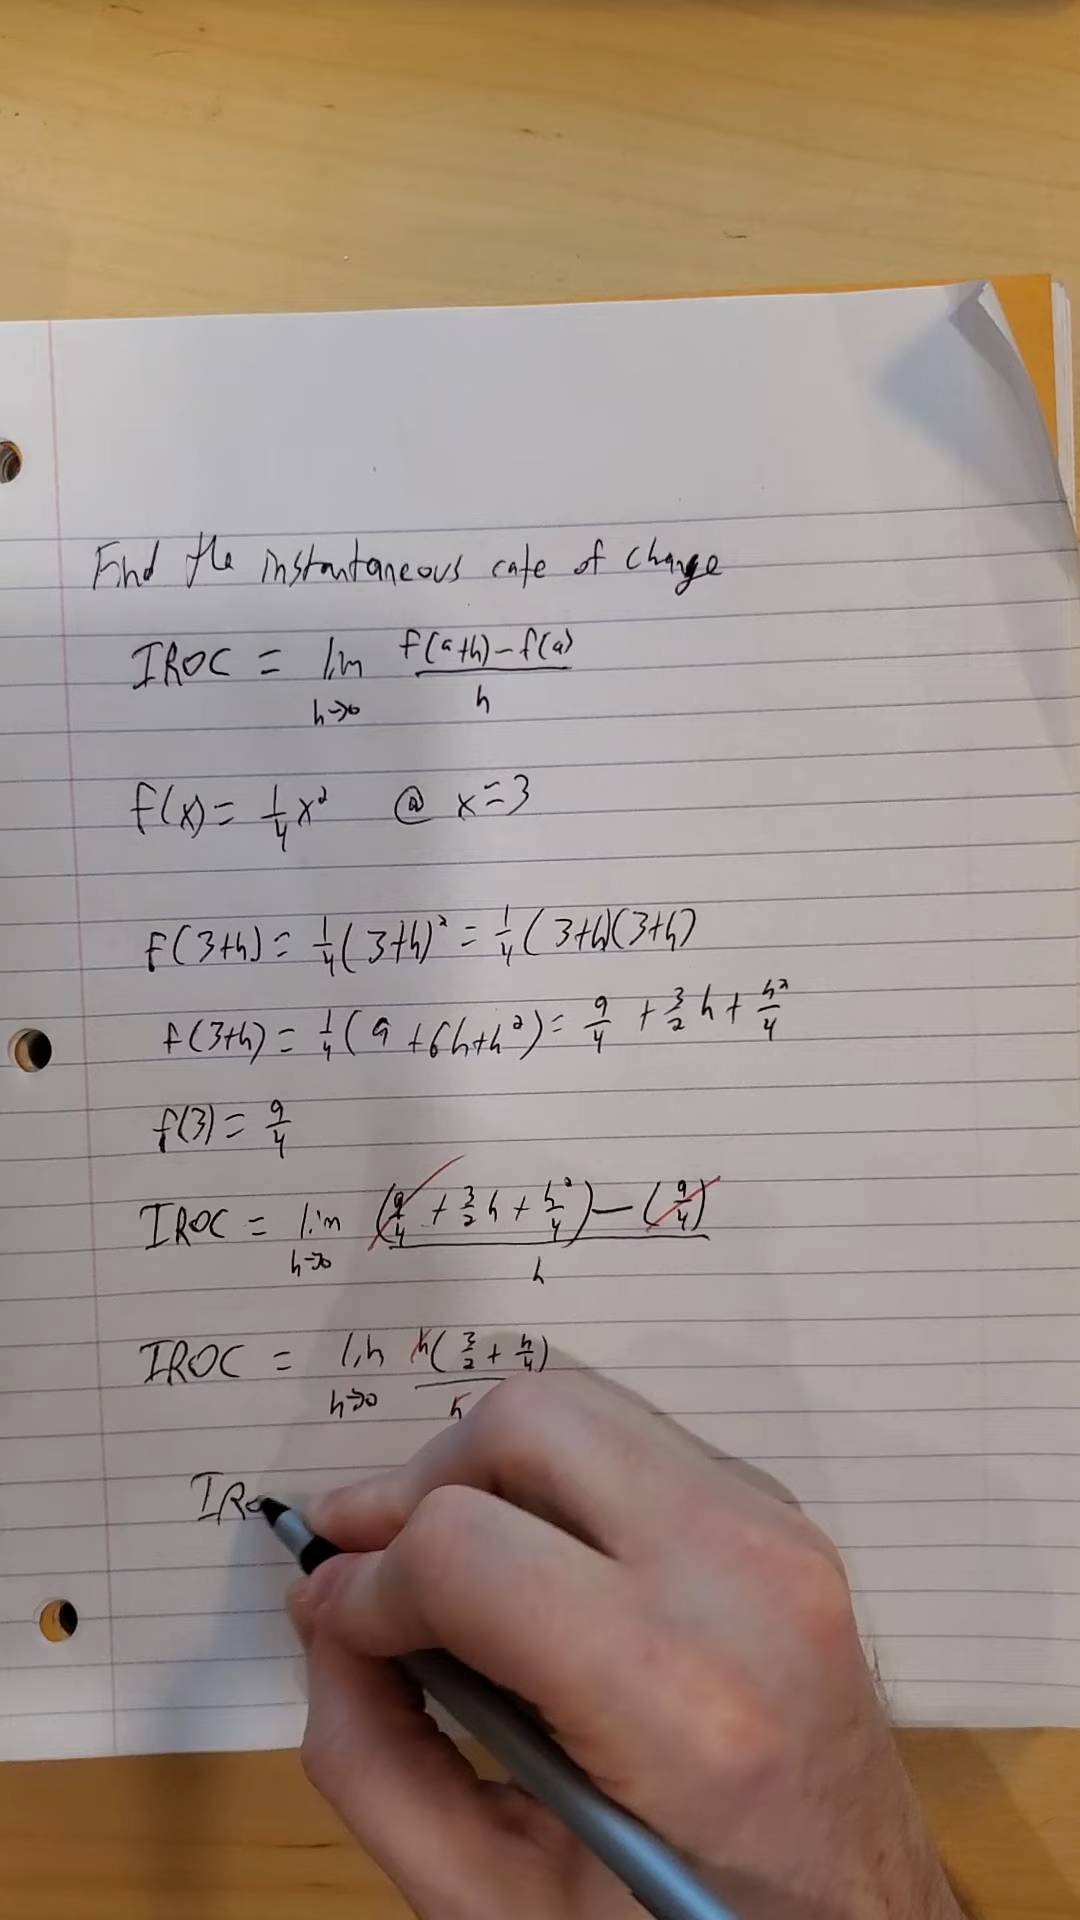 Find the instantaneous rate of change
IROC = lim h→0 f(a+h)-f(a) / h
f(x) = 1/4 x² @ x=3
f(3+h) = 1/4(3+h)² = 1/4(3+h)(3+h)
f(3+h) = 1/4(9+6h+h²) = 9/4 + 3/2 h + h²/4
f(3) = 9/4
IROC = lim h→0 (9/4 + 3/2 h + h²/4) - (9/4) / h
IROC = lim h→0 h(3/2 + h/4) / h
IRO